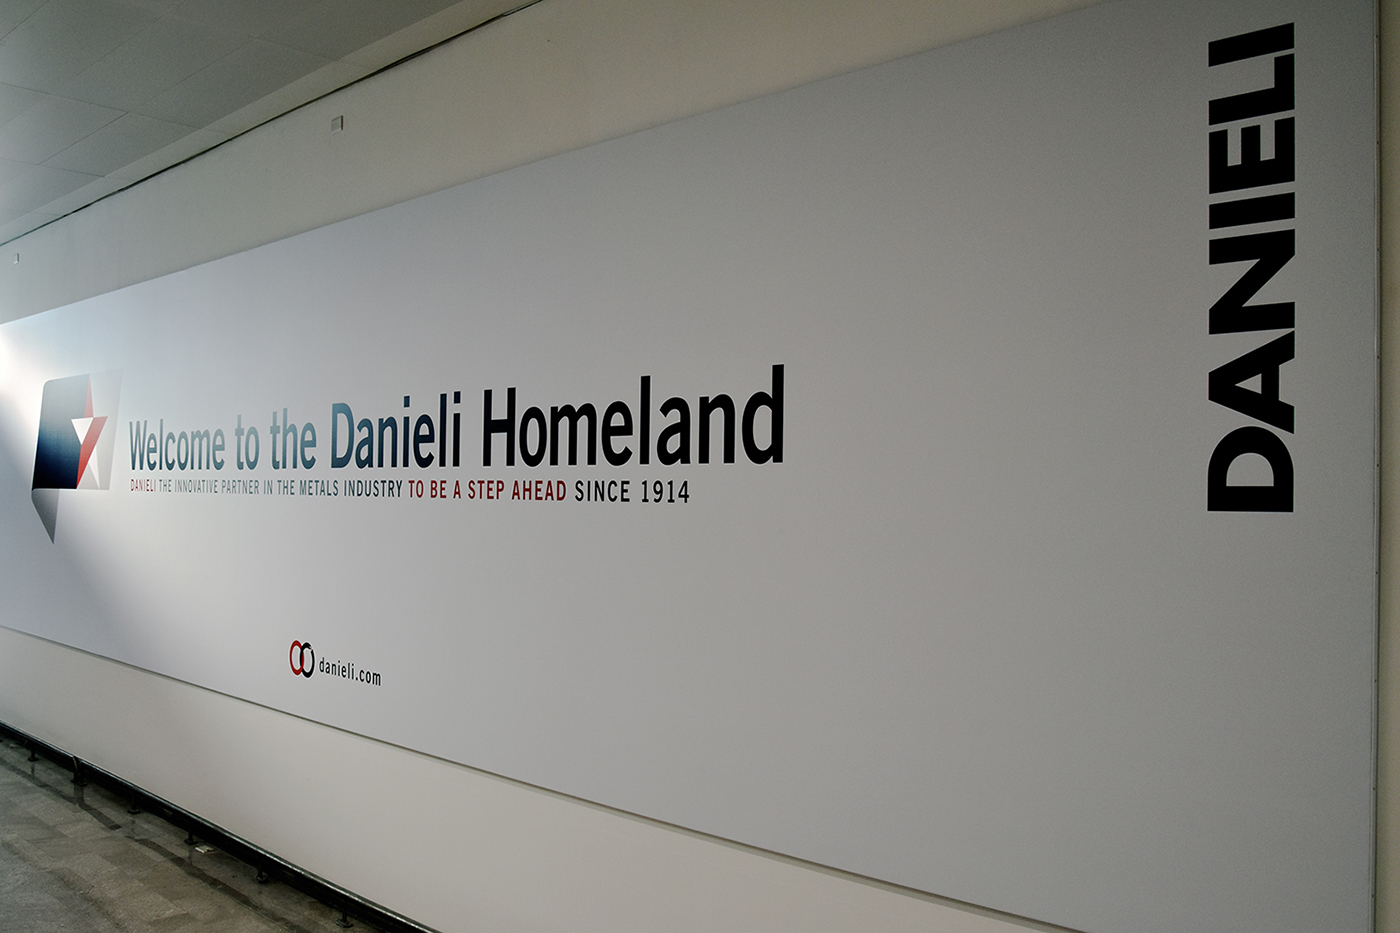 Welcome to the Danieli Homeland
DANIELI THE INNOVATIVE PARTNER IN THE METALS INDUSTRY TO BE A STEP AHEAD SINCE 1914
danieli.com
DANIELI